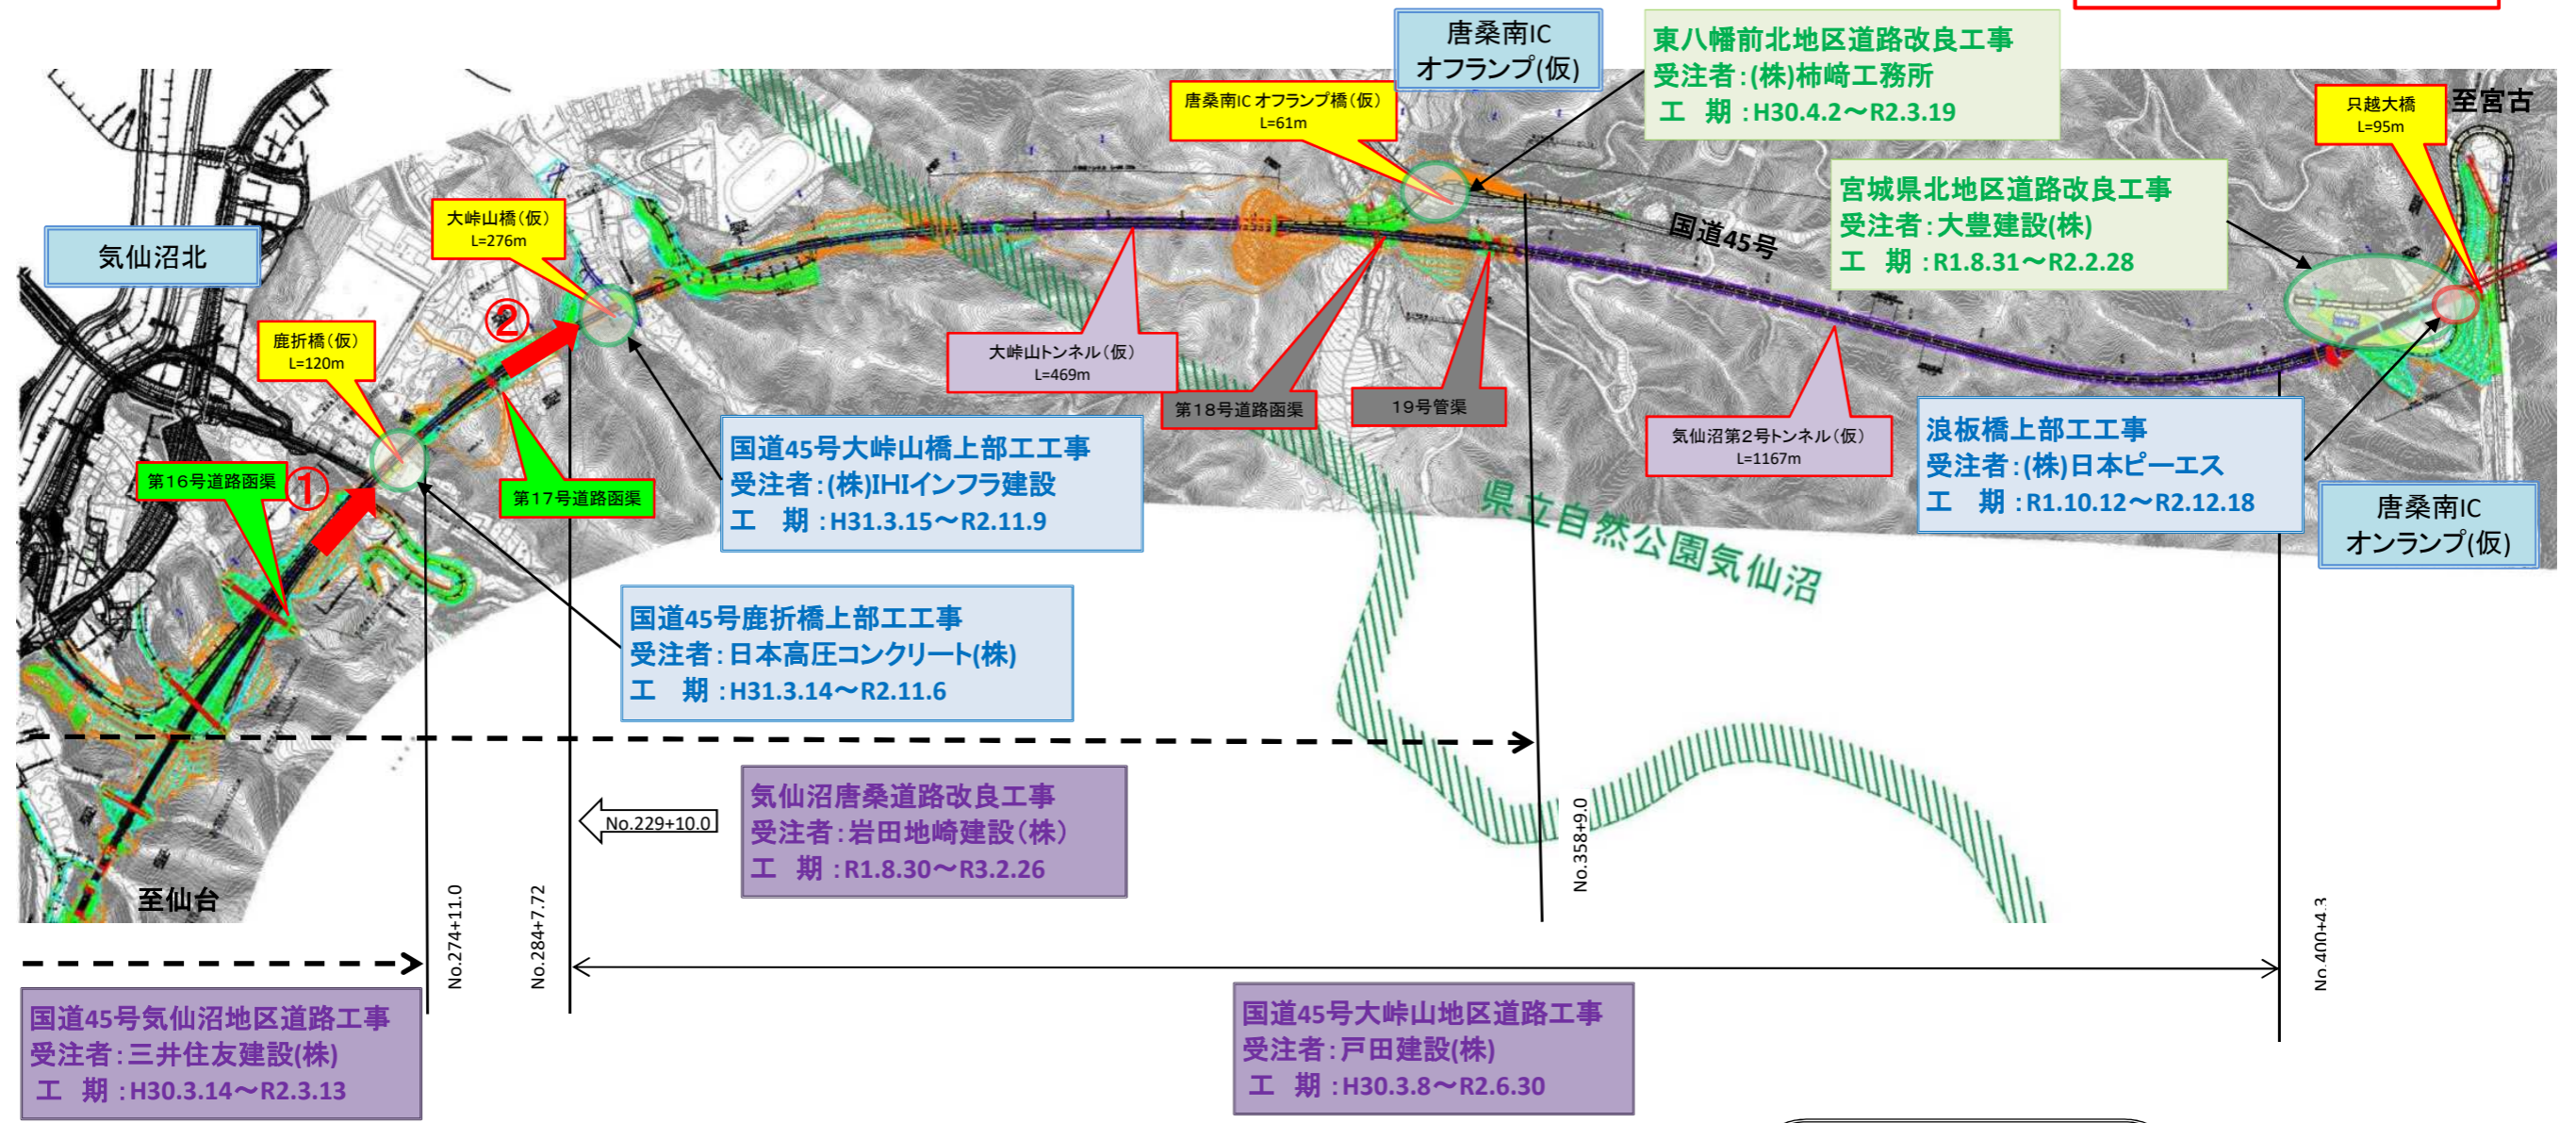 唐桑南IC
オフランプ(仮)
東八幡前北地区道路改良工事
受注者:(株)柿﨑工務所
工 期:H30.4.2～R2.3.19
唐桑南IC オフランプ橋(仮)
L=61m
只越大橋
L=95m
至宮古
宮城県北地区道路改良工事
受注者:大豊建設(株)
工 期:R1.8.31～R2.2.28
国道45号
気仙沼北
大峠山橋(仮)
L=276m
②
鹿折橋(仮)
L=120m
大峠山トンネル(仮)
L=469m
第18号道路函渠
19号管渠
気仙沼第2号トンネル(仮)
L=1167m
浪板橋上部工工事
受注者:(株)日本ピーエス
工 期:R1.10.12～R2.12.18
唐桑南IC
オンランプ(仮)
第16号道路函渠
①
第17号道路函渠
国道45号大峠山橋上部工工事
受注者:(株)IHIインフラ建設
工 期:H31.3.15～R2.11.9
県立自然公園気仙沼
国道45号鹿折橋上部工工事
受注者:日本高圧コンクリート(株)
工 期:H31.3.14～R2.11.6
気仙沼唐桑道路改良工事
受注者:岩田地崎建設(株)
工 期:R1.8.30～R3.2.26
No.229+10.0
No.358+9.0
至仙台
No.274+11.0
No.284+7.72
No.400+4.3
国道45号気仙沼地区道路工事
受注者:三井住友建設(株)
工 期:H30.3.14～R2.3.13
国道45号大峠山地区道路工事
受注者:戸田建設(株)
工 期:H30.3.8～R2.6.30